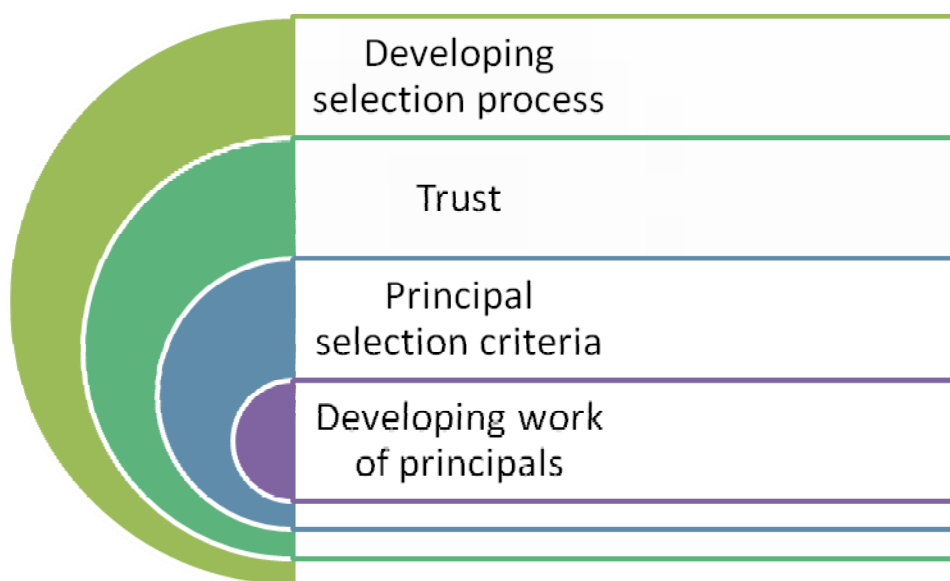 Developing
selection process
Trust
Principal
selection criteria
Developing work
of principals